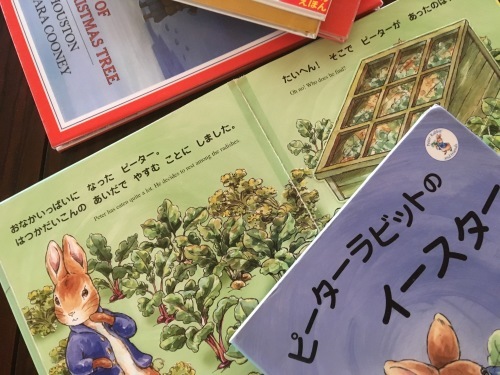 OF
CHRISTMAS TREE
HOUSTON
BARBARA COONEY
えほん
おなかいっぱいに なった ピーター。
はつかだいこんの あいだで やすむ ことに しました。
Peter has eaten quite a lot. He decides to rest among the radishes.
たいへん! そこで ピーターが あったのは
Oh no! Who does he find?
ピーターラビットの
イースター